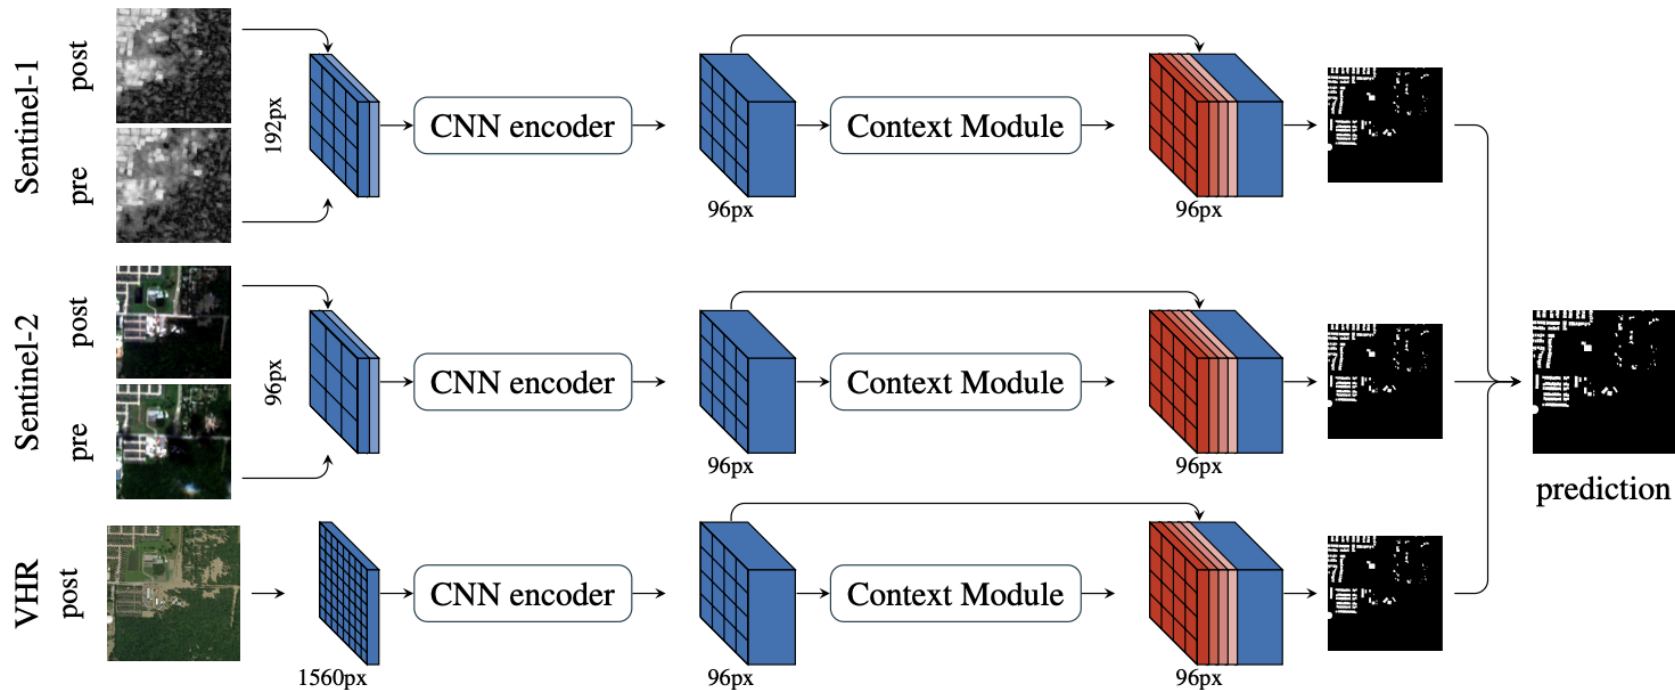 Sentinel-1
post
pre
192px
CNN encoder
96px
Context Module
96px
Sentinel-2
post
pre
96px
CNN encoder
96px
Context Module
96px
prediction
VHR
post
1560px
CNN encoder
96px
Context Module
96px